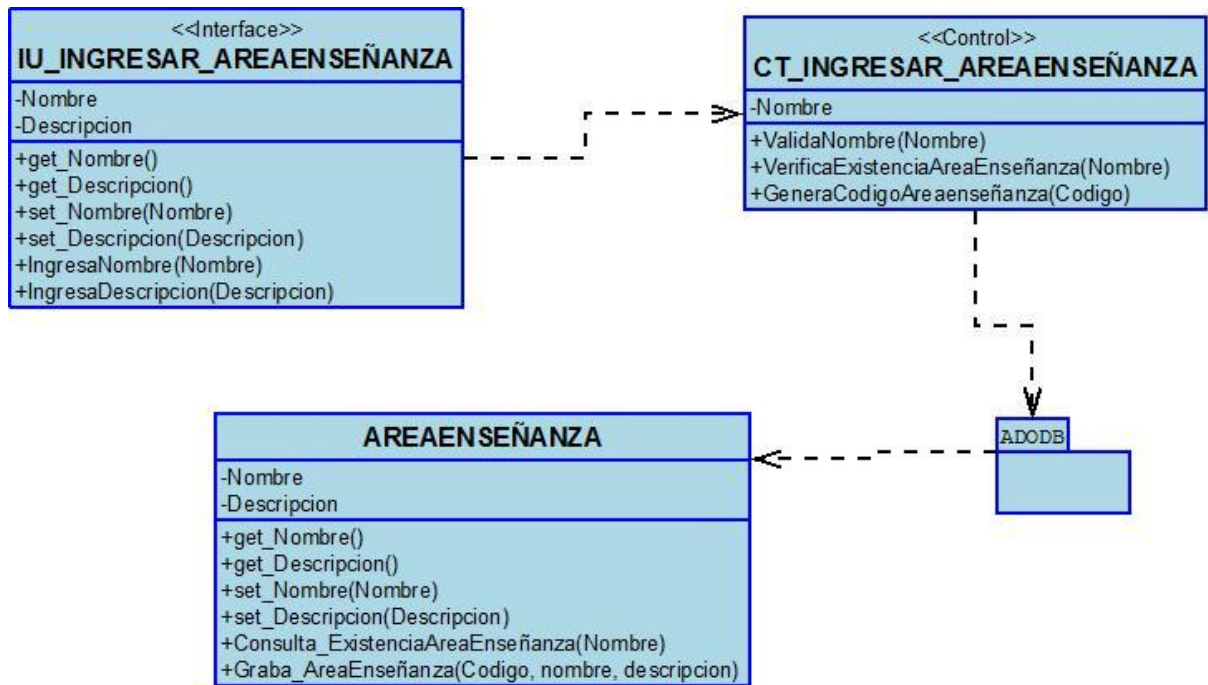 <<Interface>>
IU_INGRESAR_AREAENSEÑANZA
-Nombre
-Descripcion
+get_Nombre()
+get_Descripcion()
+set_Nombre(Nombre)
+set_Descripcion(Descripcion)
+IngresaNombre(Nombre)
+IngresaDescripcion(Descripcion)
<<Control>>
CT_INGRESAR_AREAENSEÑANZA
-Nombre
+ValidaNombre(Nombre)
+VerificaExistenciaAreaEnseñanza(Nombre)
+GeneraCodigoAreaenseñanza(Codigo)
ADODB
AREAENSEÑANZA
-Nombre
-Descripcion
+get_Nombre()
+get_Descripcion()
+set_Nombre(Nombre)
+set_Descripcion(Descripcion)
+Consulta_ExistenciaAreaEnseñanza(Nombre)
+Graba_AreaEnseñanza(Codigo, nombre, descripcion)